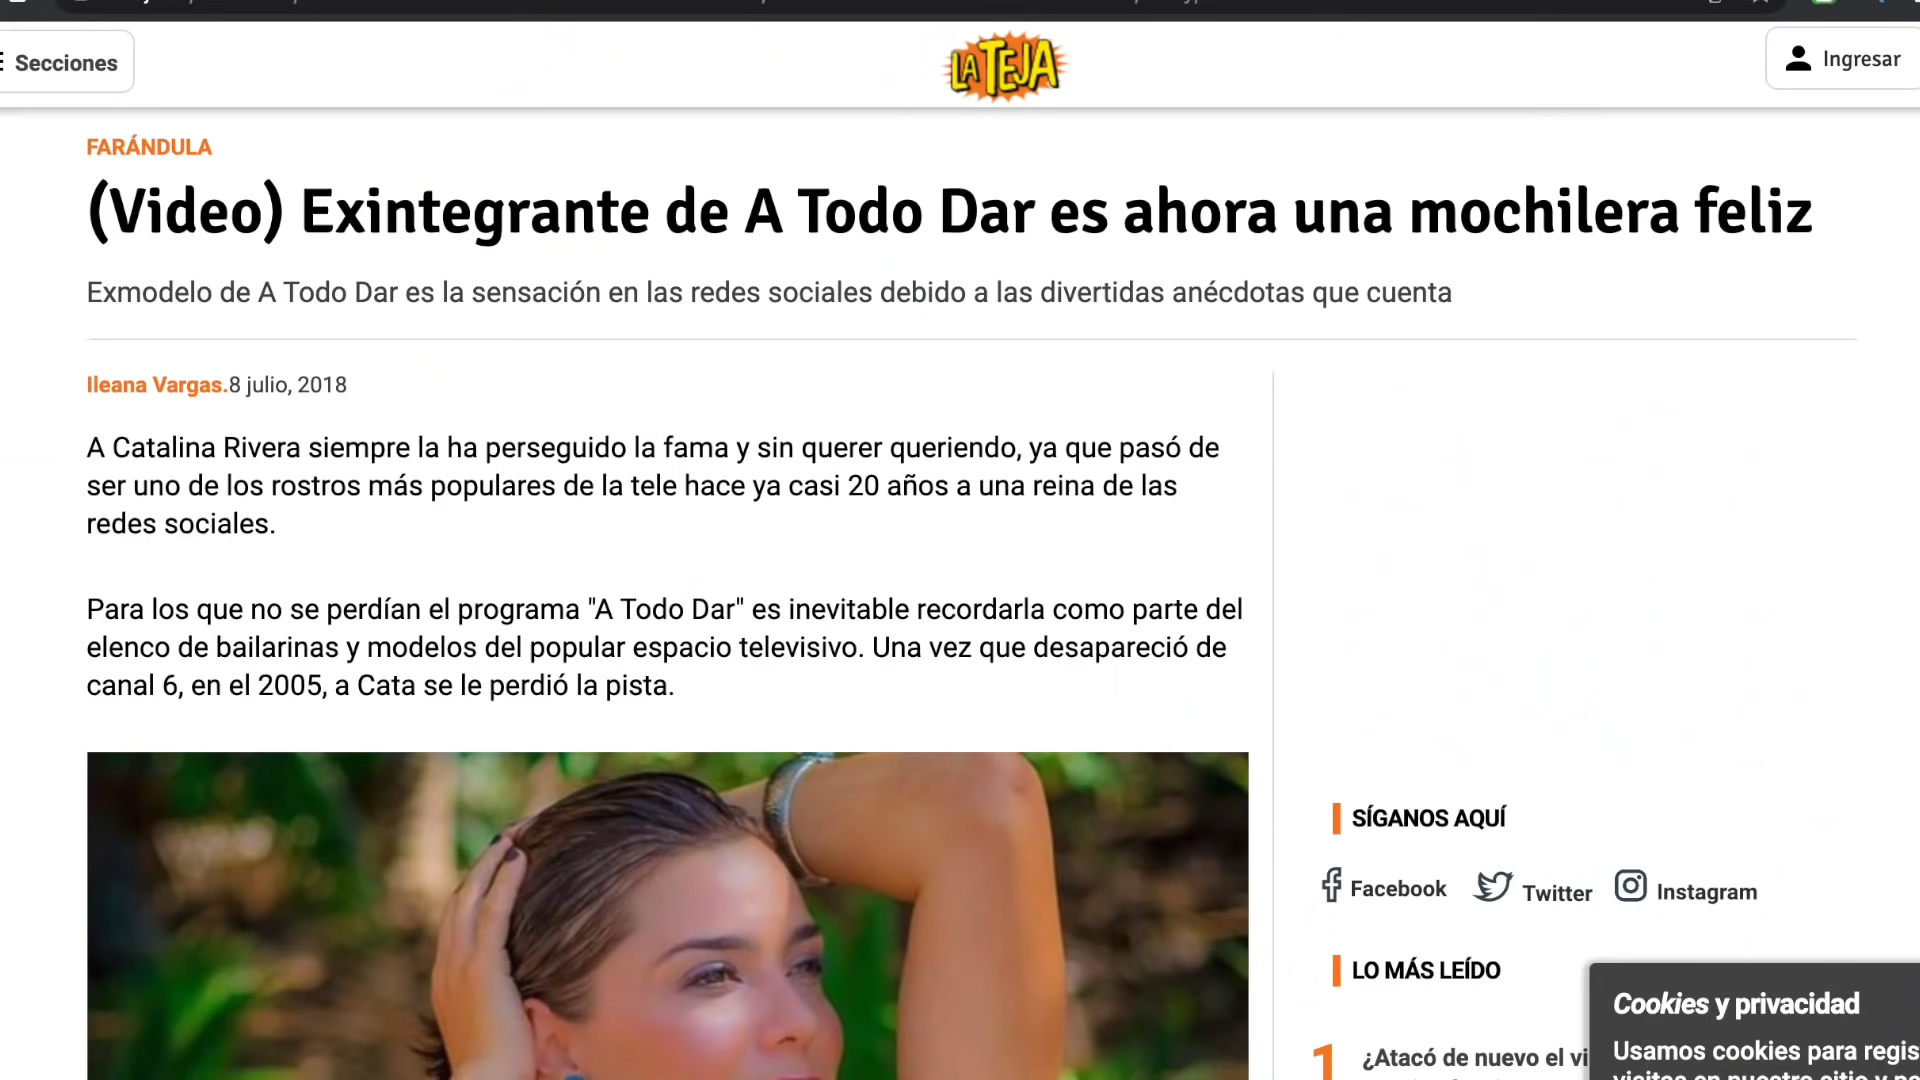 Secciones
LA TEJA
Ingresar
FARÁNDULA
(Video) Exintegrante de A Todo Dar es ahora una mochilera feliz
Exmodelo de A Todo Dar es la sensación en las redes sociales debido a las divertidas anécdotas que cuenta
Ileana Vargas.8 julio, 2018
A Catalina Rivera siempre la ha perseguido la fama y sin querer queriendo, ya que pasó de
ser uno de los rostros más populares de la tele hace ya casi 20 años a una reina de las
redes sociales.
Para los que no se perdían el programa "A Todo Dar" es inevitable recordarla como parte del
elenco de bailarinas y modelos del popular espacio televisivo. Una vez que desapareció de
canal 6, en el 2005, a Cata se le perdió la pista.
SÍGANOS AQUÍ
Facebook Twitter Instagram
LO MÁS LEÍDO
1 ¿Atacó de nuevo el vi
Cookies y privacidad
Usamos cookies para regis